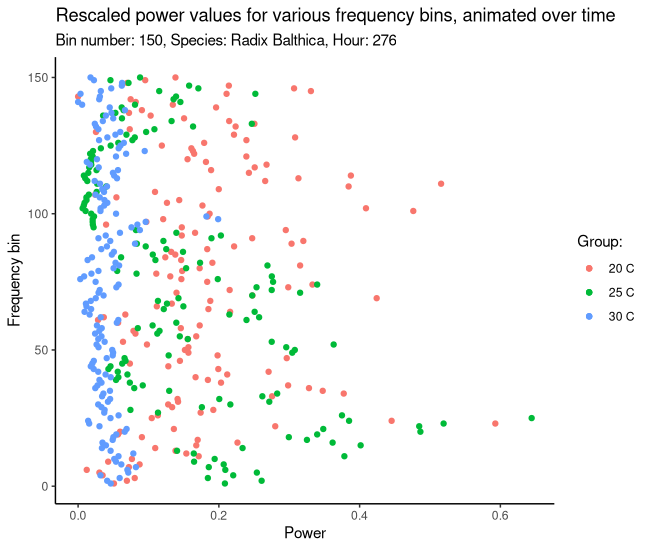 Rescaled power values for various frequency bins, animated over time
Bin number: 150, Species: Radix Balthica, Hour: 276
150
100
50
0
Frequency bin
0.0
0.2
0.4
0.6
Power
Group:
20 C
25 C
30 C